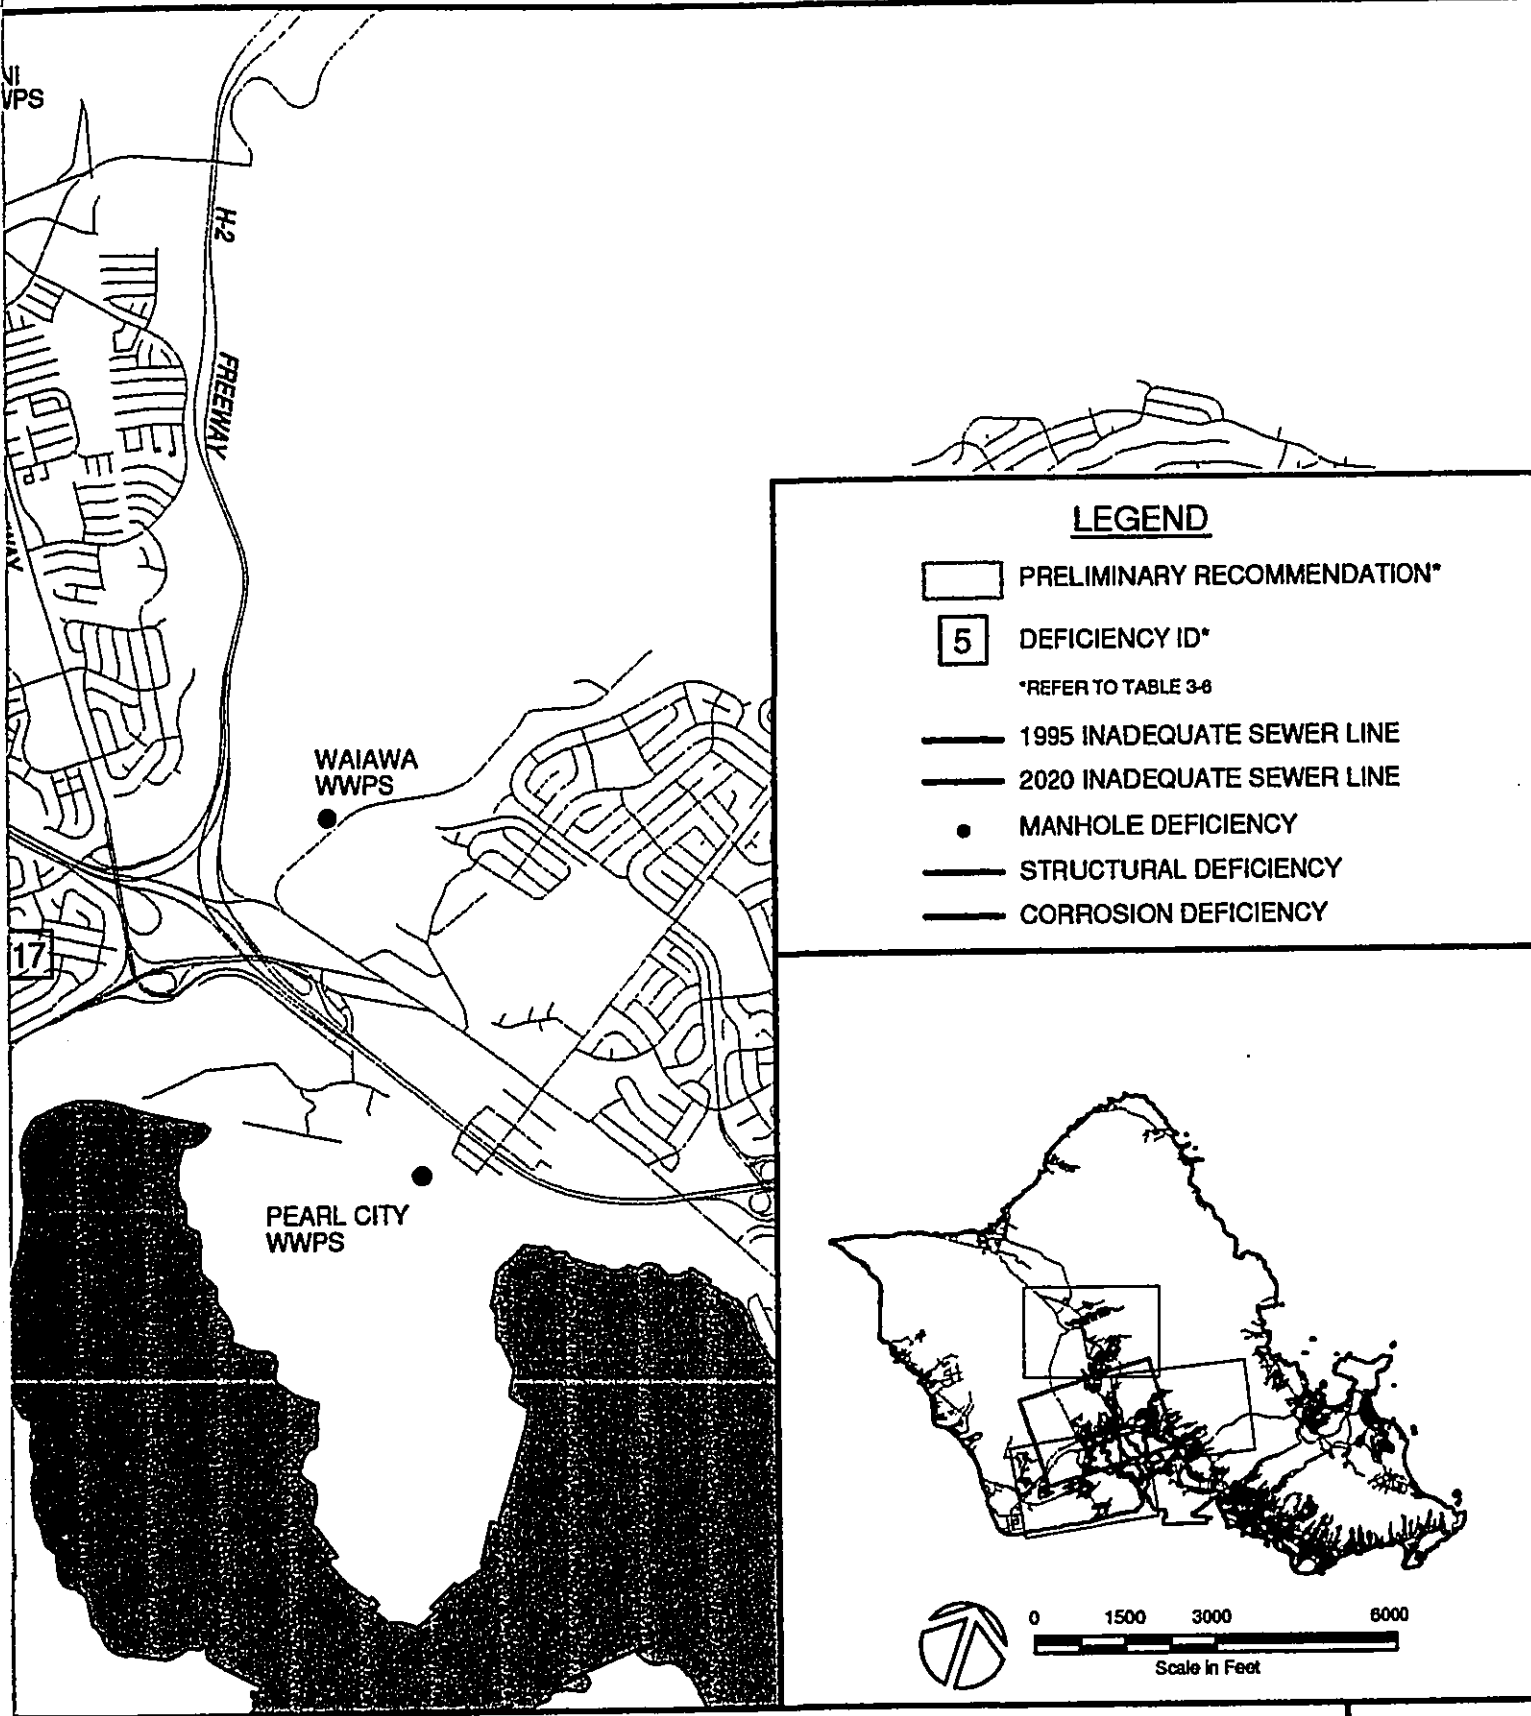 H-2
FREEWAY
WAIAWA
WWPS
17
PEARL CITY
WWPS
LEGEND
PRELIMINARY RECOMMENDATION*
5 DEFICIENCY ID*
*REFER TO TABLE 3-6
1995 INADEQUATE SEWER LINE
2020 INADEQUATE SEWER LINE
MANHOLE DEFICIENCY
STRUCTURAL DEFICIENCY
CORROSION DEFICIENCY
0 1500 3000 6000
Scale in Feet